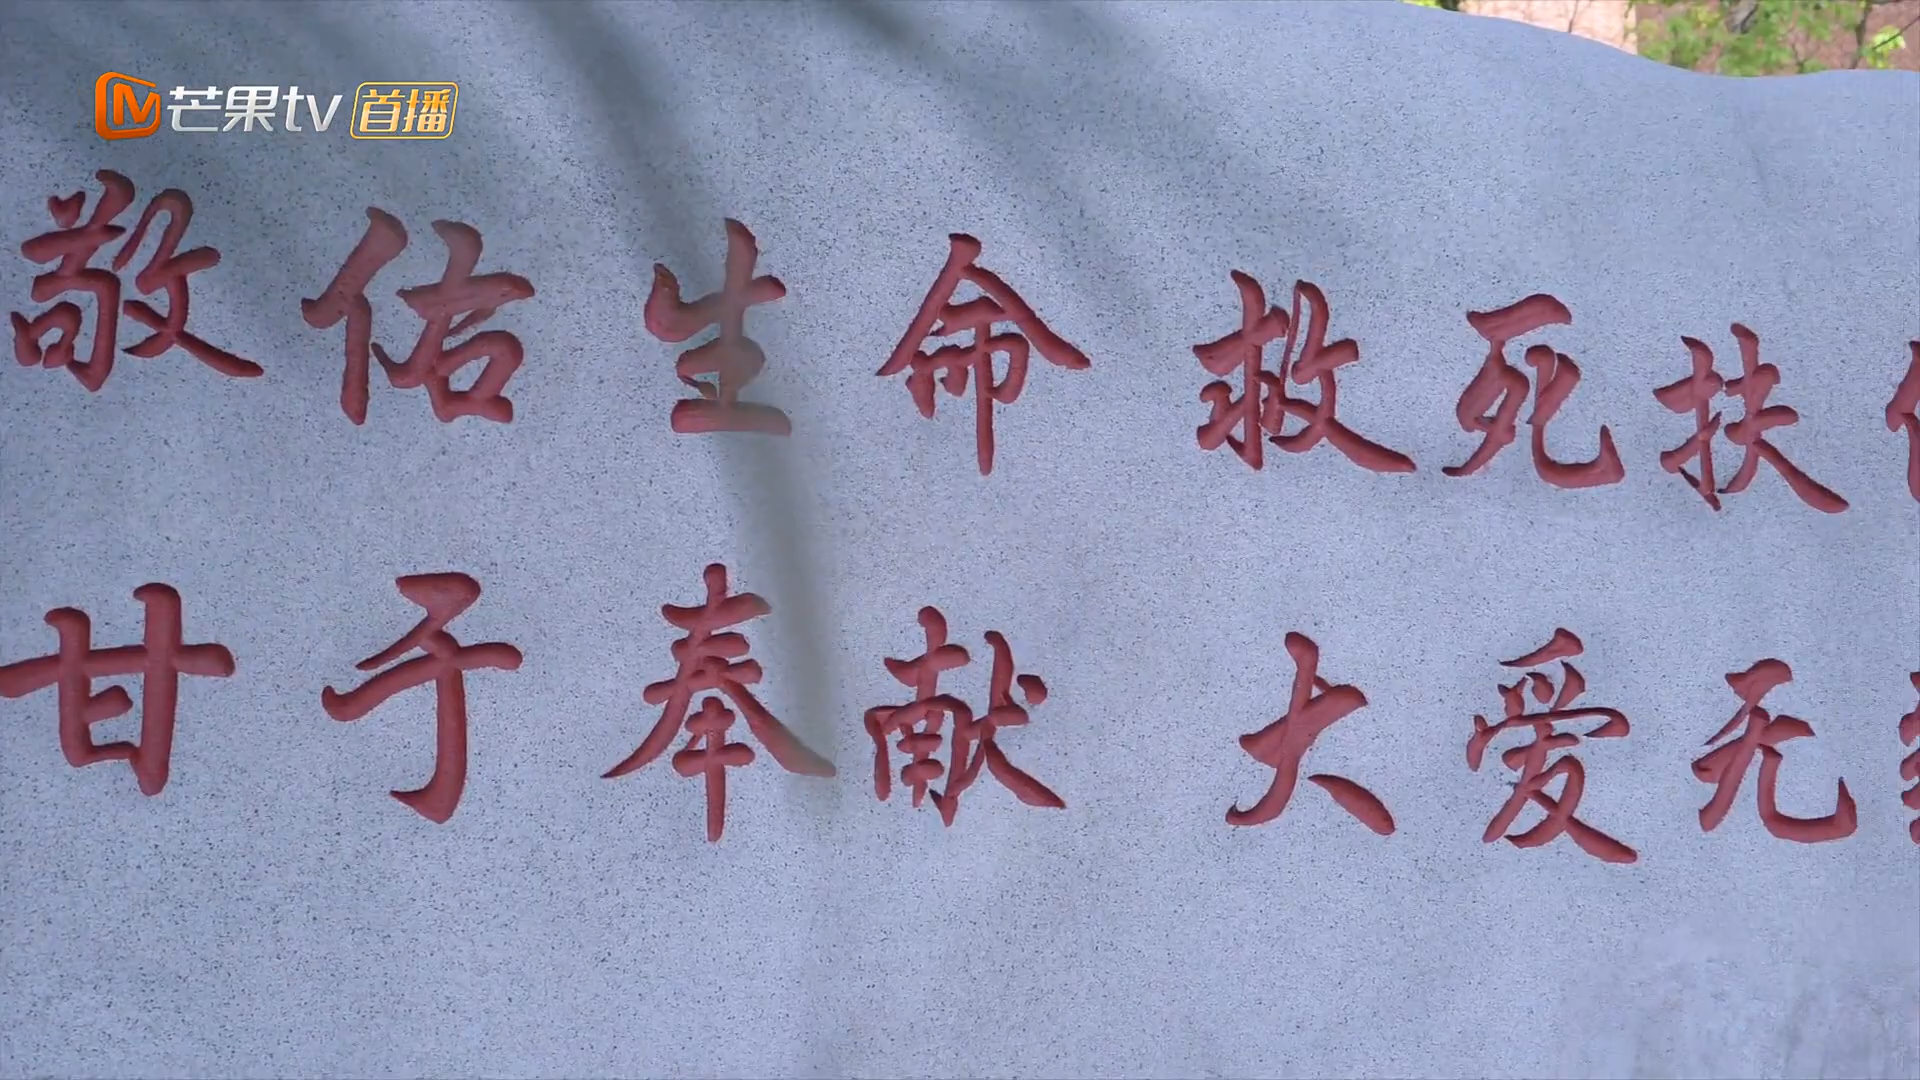 芒果tv 首播
敬佑生命 救死扶
甘于奉献 大爱无